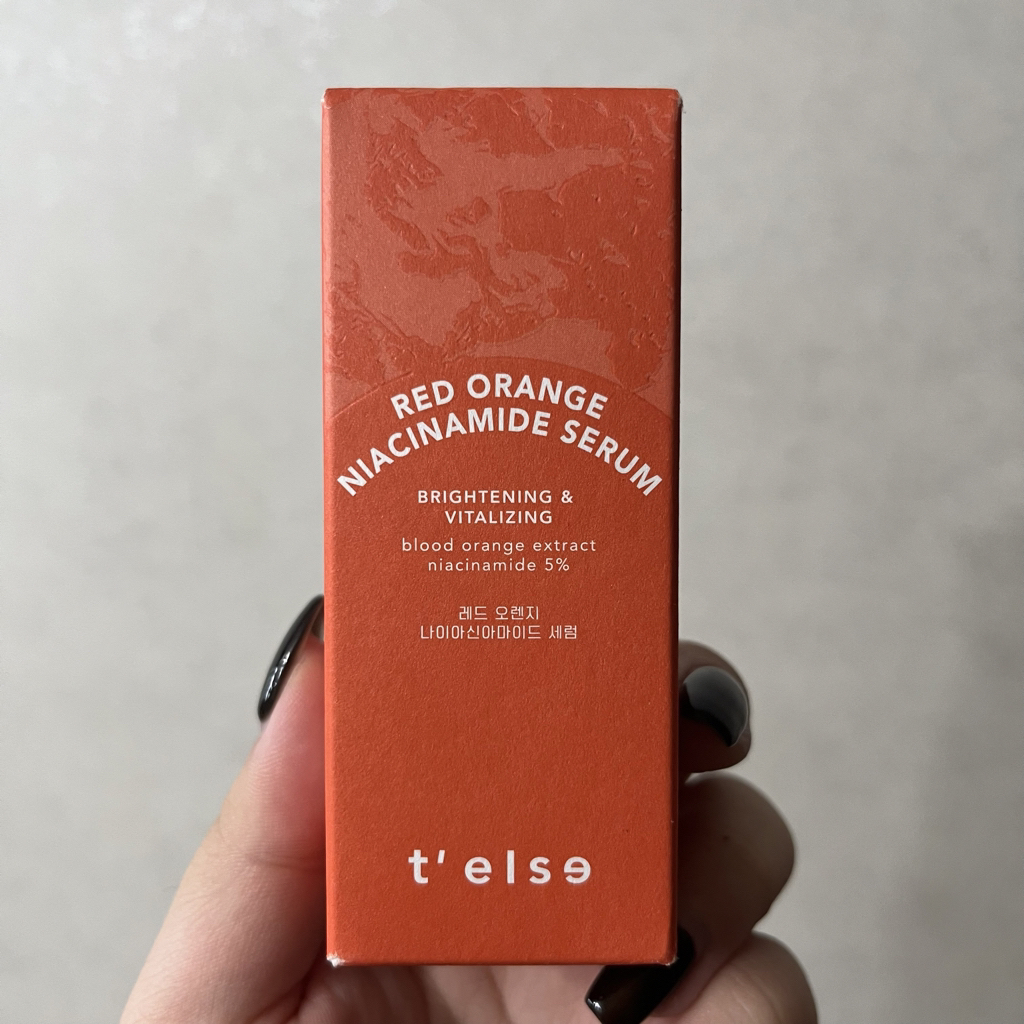 RED ORANGE
NIACINAMIDE SERUM
BRIGHTENING &
VITALIZING
blood orange extract
niacinamide 5%
레드 오렌지
나이아신아마이드 세럼
t' else